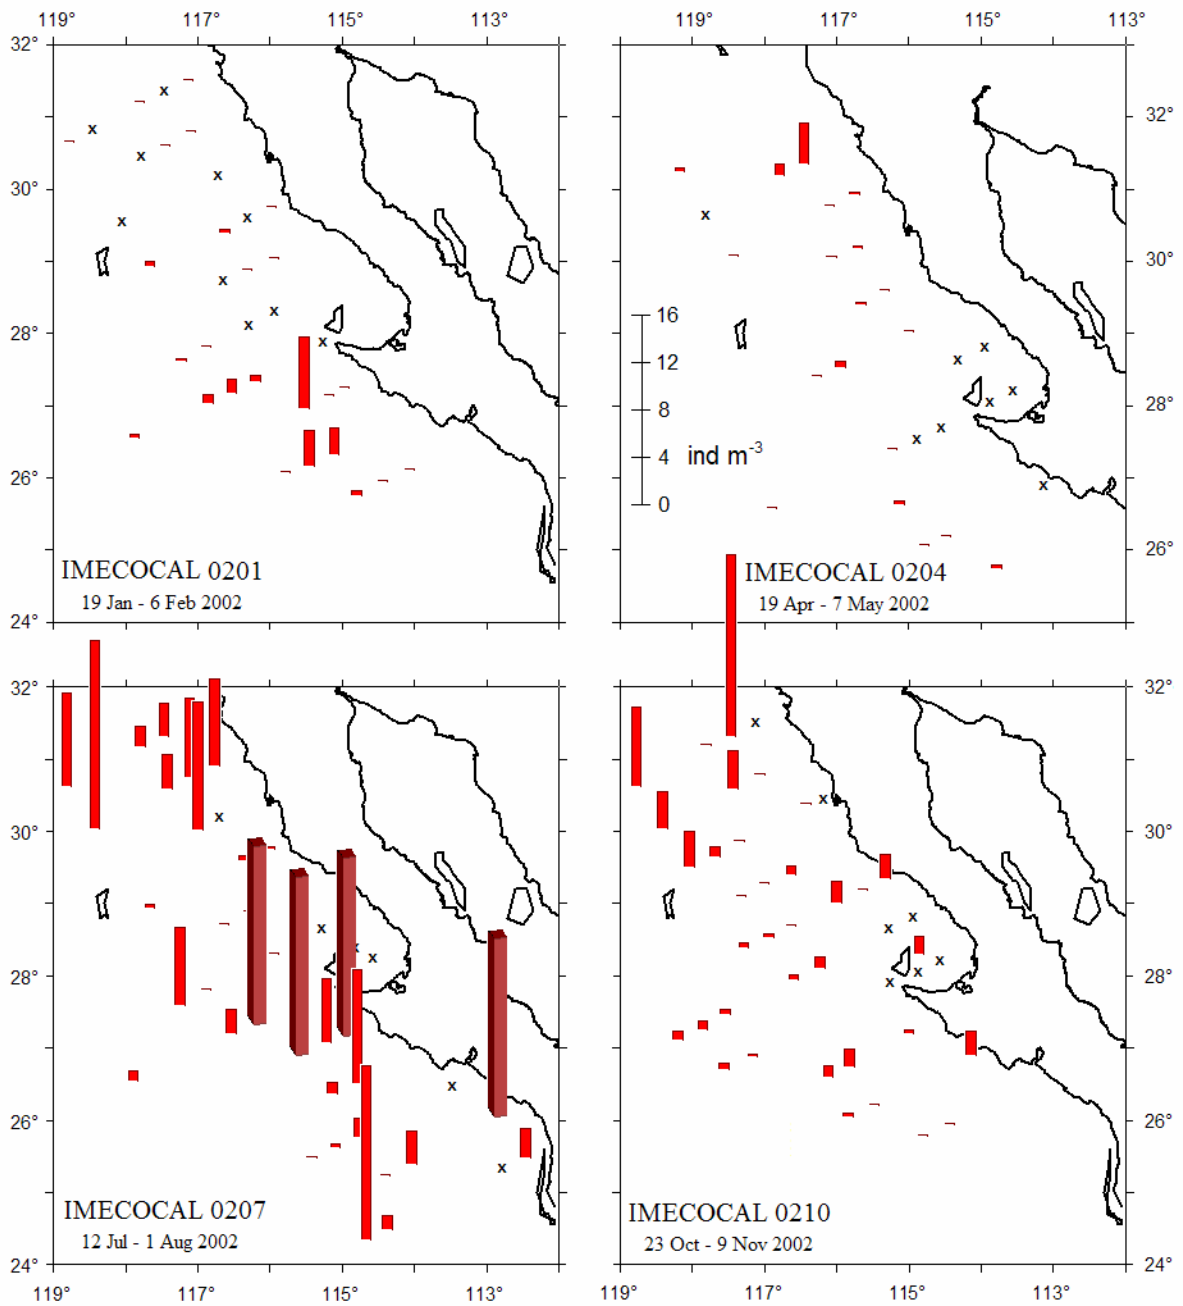 119° 117° 115° 113° 119° 117° 115° 113°
32°
32°
30°
30°
28°
16
12
8
4 ind m-3
0
28°
26°
26°
IMECOCAL 0201
19 Jan - 6 Feb 2002
IMECOCAL 0204
19 Apr - 7 May 2002
24°
32° 32°
30° 30°
28° 28°
26° 26°
IMECOCAL 0207
12 Jul - 1 Aug 2002
IMECOCAL 0210
23 Oct - 9 Nov 2002
24° 24°
119° 117° 115° 113° 119° 117° 115° 113°